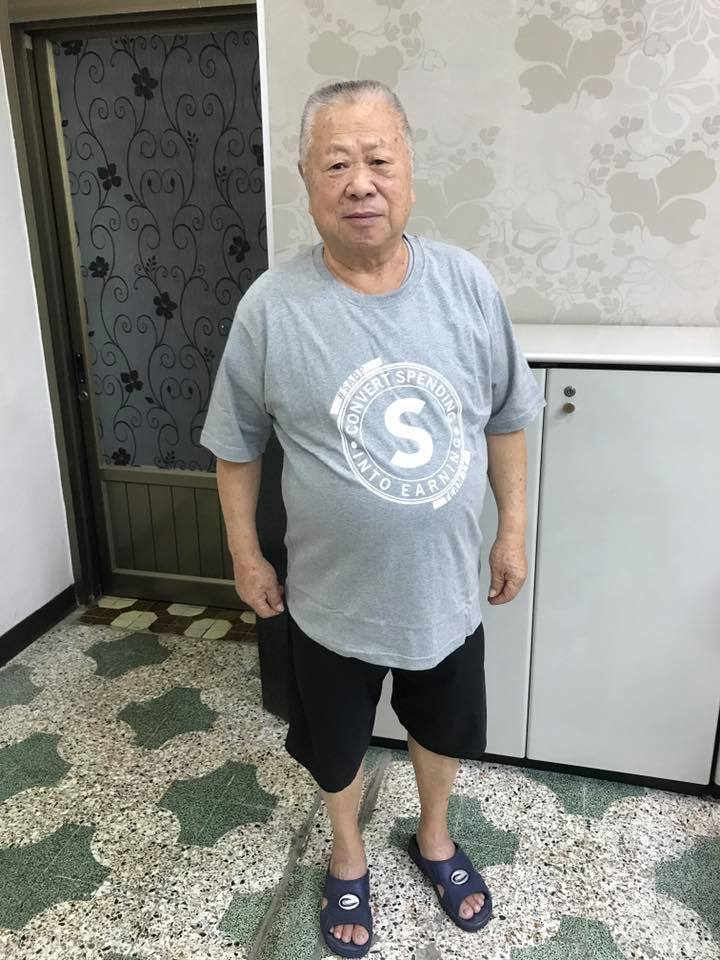 CONVERT SPENDING
S
• INTO EARNING •